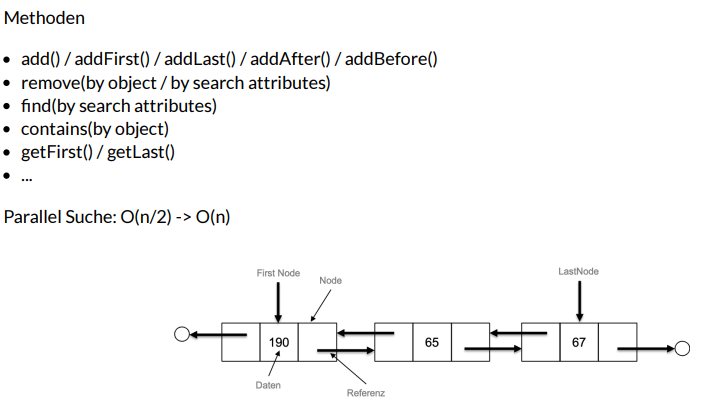 Methoden
• add() / addFirst() / addLast() / addAfter() / addBefore()
• remove(by object / by search attributes)
• find(by search attributes)
• contains(by object)
• getFirst() / getLast()
• ...
Parallel Suche: O(n/2) -> O(n)
First Node
Node
LastNode
190
65
67
Daten
Referenz